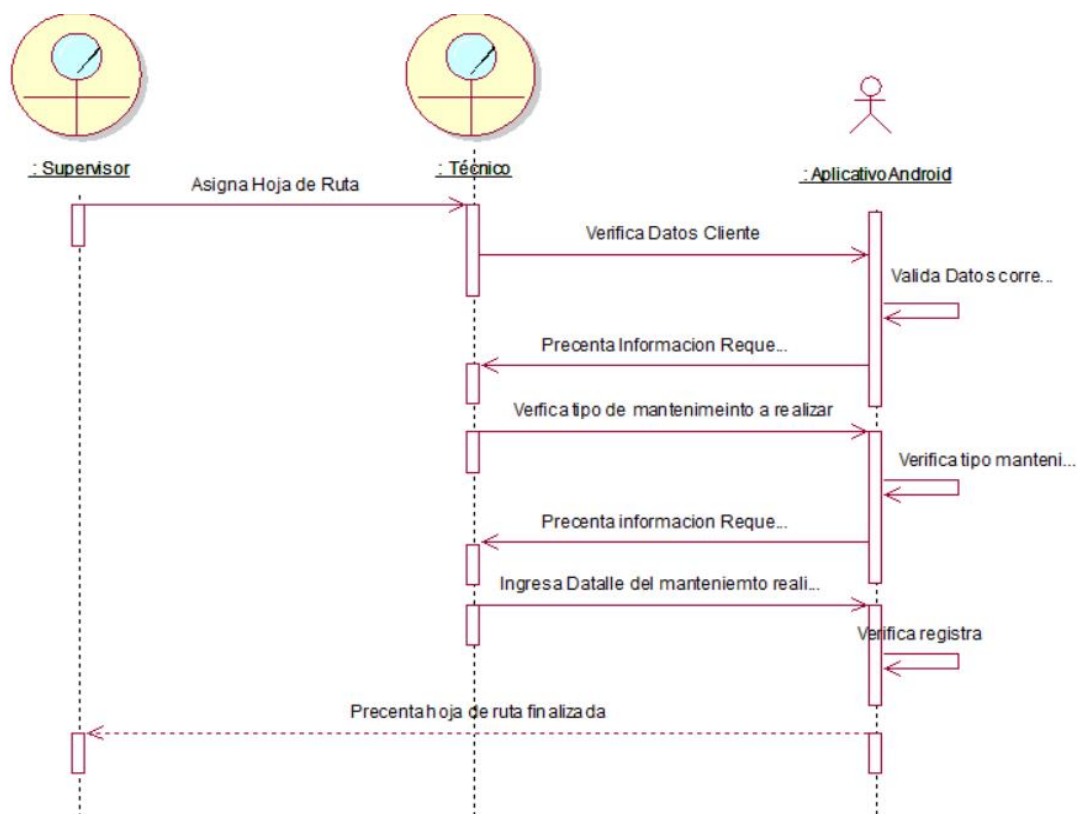 : Supervisor
: Técnico
: AplicativoAndroid
Asigna Hoja de Ruta
Verifica Datos Cliente
Valida Datos corre...
Precenta Informacion Reque...
Verfica tipo de mantenimeinto a realizar
Verifica tipo manteni...
Precenta informacion Reque...
Ingresa Datalle del manteniemto reali...
Verifica registra
Precenta hoja de ruta finalizada